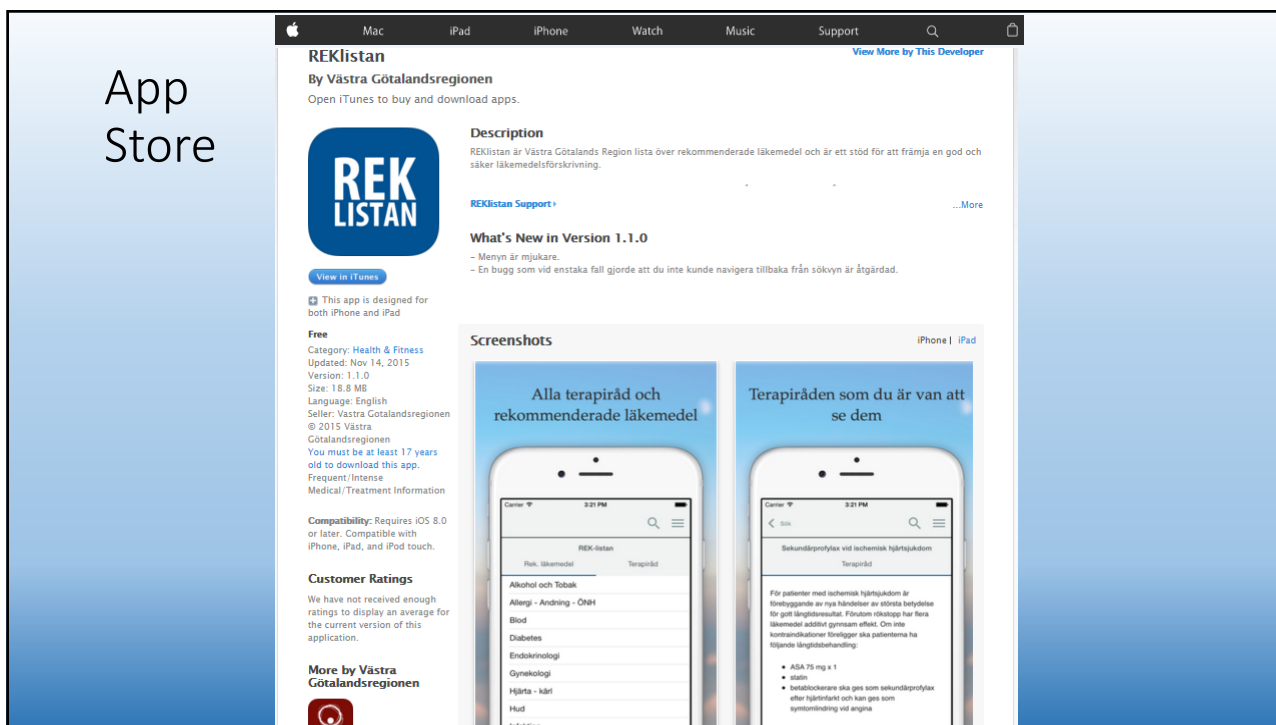 App
Store
Mac iPad iPhone Watch Music Support
REKlistan
View More by This Developer
By Västra Götalandsregionen
Open iTunes to buy and download apps.
REK
LISTAN
View in iTunes
This app is designed for
both iPhone and iPad
Free
Category: Health & Fitness
Updated: Nov 14, 2015
Version: 1.1.0
Size: 18.8 MB
Language: English
Seller: Vastra Gotalandsregionen
© 2015 Västra
Götalandsregionen
You must be at least 17 years
old to download this app.
Frequent/Intense
Medical/Treatment Information
Compatibility: Requires iOS 8.0
or later. Compatible with
iPhone, iPad, and iPod touch.
Customer Ratings
We have not received enough
ratings to display an average for
the current version of this
application.
More by Västra
Götalandsregionen
Description
REKlistan är Västra Götalands Region lista över rekommenderade läkemedel och är ett stöd för att främja en god och
säker läkemedelsförskrivning.
REKlistan Support
...More
What's New in Version 1.1.0
– Menyn är mjukare.
– En bugg som vid enstaka fall gjorde att du inte kunde navigera tillbaka från sökvyn är åtgärdad.
Screenshots
iPhone | iPad
Alla terapiråd och
rekommenderade läkemedel
Carrier 3:21 PM
REK-listan
Rek. läkemedel Terapiråd
Alkohol och Tobak
Allergi - Andning - ÖNH
Blod
Diabetes
Endokrinologi
Gynekologi
Hjärta - kärl
Hud
Terapiråden som du är van att
se dem
Carrier 3:21 PM
Sök
Sekundärprofylax vid ischemisk hjärtsjukdom
Terapiråd
För patienter med ischemisk hjärtsjukdom är
förebyggande av nya händelser av största betydelse
för gott långtidsresultat. Förutom rökstopp har flera
läkemedel additivt gynnsam effekt. Om inte
kontraindikationer föreligger ska patienterna ha
följande långtidsbehandling:
• ASA 75 mg x 1
• statin
• betablockerare ska ges som sekundärprofylax
efter hjärtinfarkt och kan ges som
symtomlindring vid angina